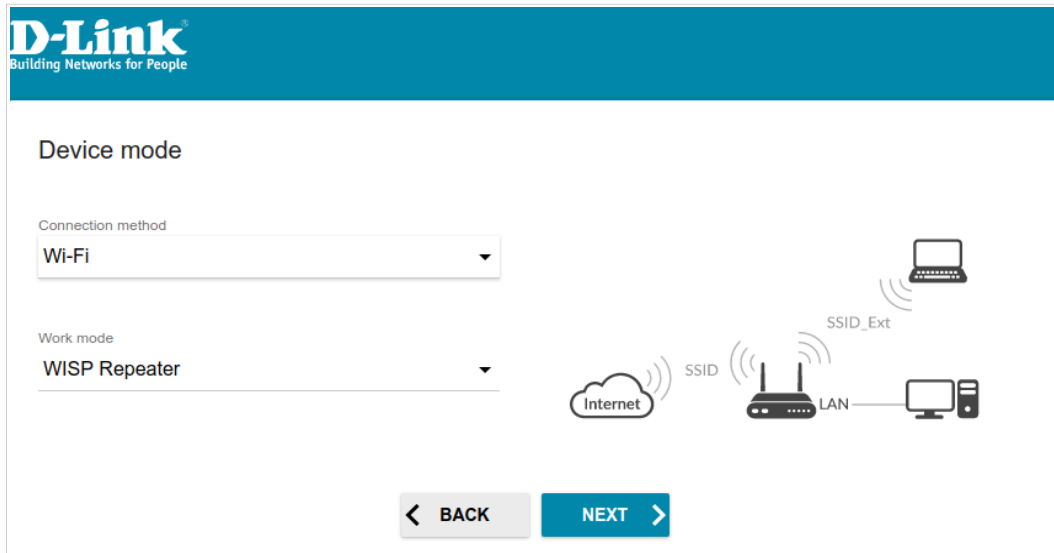 D-Link®
Building Networks for People
Device mode
Connection method
Wi-Fi
Work mode
WISP Repeater
SSID_Ext
SSID
Internet
LAN
BACK
NEXT